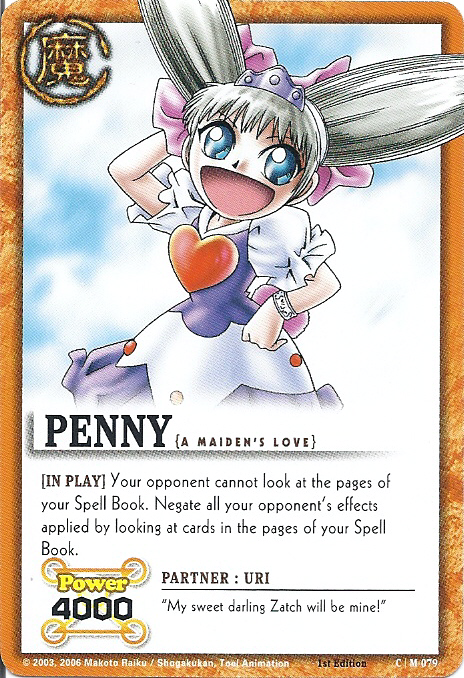 魔
PENNY {A MAIDEN'S LOVE}
[IN PLAY] Your opponent cannot look at the pages of
your Spell Book. Negate all your opponent's effects
applied by looking at cards in the pages of your Spell
Book.
Power
4000
PARTNER : URI
"My sweet darling Zatch will be mine!"
© 2003, 2006 Makoto Raiku / Shogakukan, Toei Animation 1st Edition C | M-079